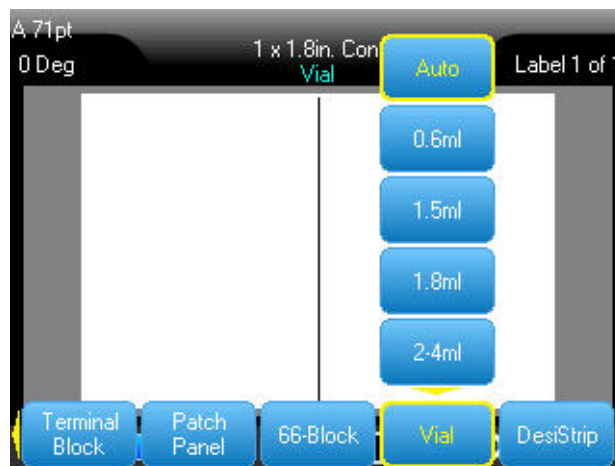 A 71pt
0 Deg
1 x 1.8in. Con
Vial
Label 1 of
Auto
0.6ml
1.5ml
1.8ml
2-4ml
Terminal
Block
Patch
Panel
66-Block
Vial
DesiStrip